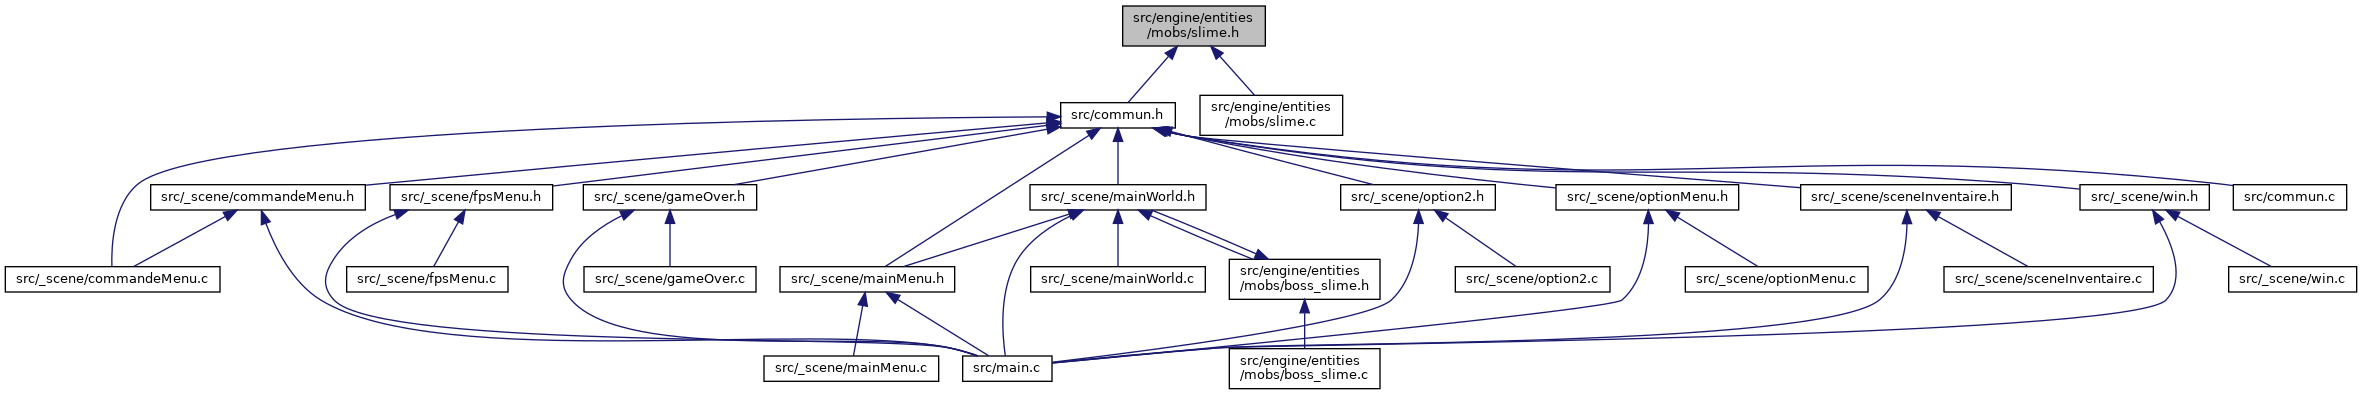 src/engine/entities
/mobs/slime.h
src/commun.h
src/engine/entities
/mobs/slime.c
src/_scene/commandeMenu.h
src/_scene/fpsMenu.h
src/_scene/gameOver.h
src/_scene/mainWorld.h
src/_scene/option2.h
src/_scene/optionMenu.h
src/_scene/sceneInventaire.h
src/_scene/win.h
src/commun.c
src/_scene/commandeMenu.c
src/_scene/fpsMenu.c
src/_scene/gameOver.c
src/_scene/mainMenu.h
src/_scene/mainWorld.c
src/engine/entities
/mobs/boss_slime.h
src/_scene/option2.c
src/_scene/optionMenu.c
src/_scene/sceneInventaire.c
src/_scene/win.c
src/_scene/mainMenu.c
src/main.c
src/engine/entities
/mobs/boss_slime.c